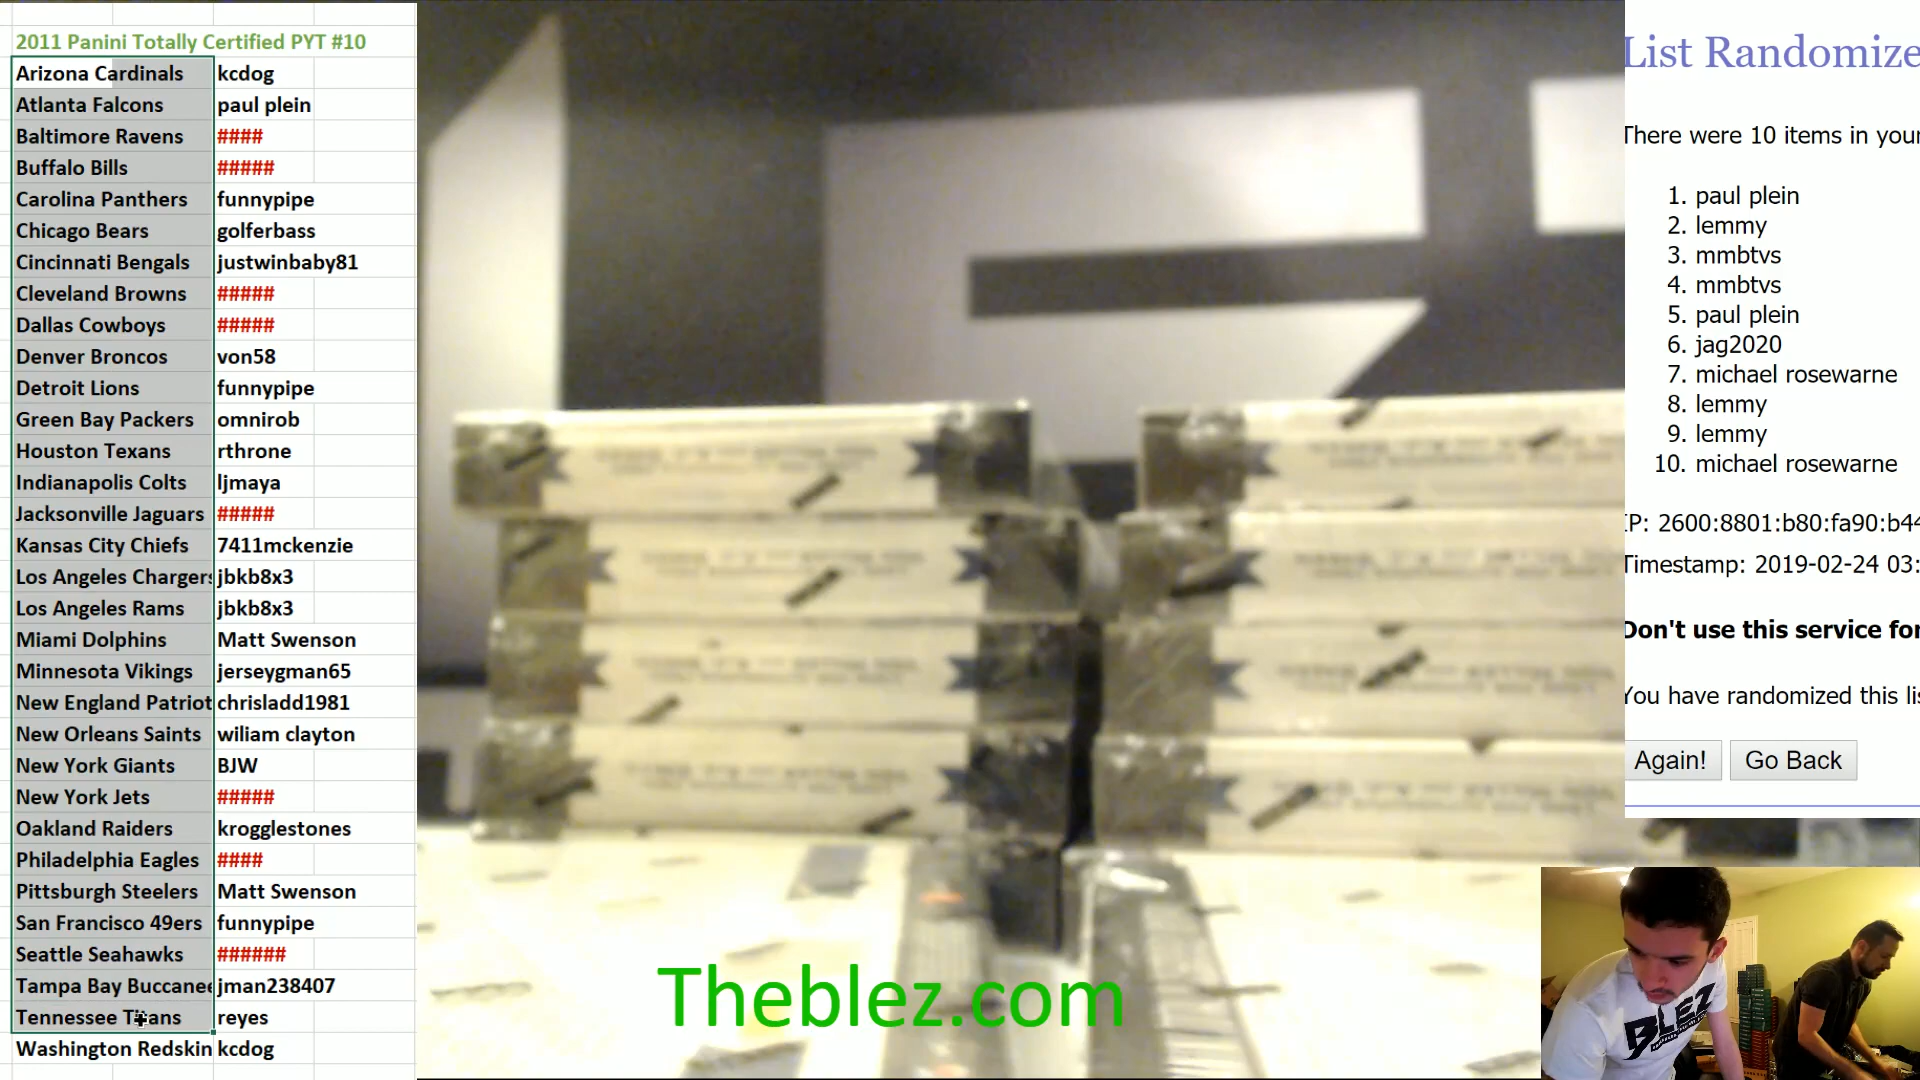 2011 Panini Totally Certified PYT #10
Arizona Cardinals kcdog
Atlanta Falcons paul plein
Baltimore Ravens ####
Buffalo Bills #####
Carolina Panthers funnypipe
Chicago Bears golferbass
Cincinnati Bengals justwinbaby81
Cleveland Browns #####
Dallas Cowboys #####
Denver Broncos von58
Detroit Lions funnypipe
Green Bay Packers omnirob
Houston Texans rthrone
Indianapolis Colts ljmaya
Jacksonville Jaguars #####
Kansas City Chiefs 7411mckenzie
Los Angeles Chargers jbkb8x3
Los Angeles Rams jbkb8x3
Miami Dolphins Matt Swenson
Minnesota Vikings jerseygman65
New England Patriot chrisladd1981
New Orleans Saints wiliam clayton
New York Giants BJW
New York Jets #####
Oakland Raiders krogglestones
Philadelphia Eagles ####
Pittsburgh Steelers Matt Swenson
San Francisco 49ers funnypipe
Seattle Seahawks ######
Tampa Bay Buccanee jman238407
Tennessee Titans reyes
Washington Redskin kcdog
List Randomize
There were 10 items in your
1. paul plein
2. lemmy
3. mmbtvs
4. mmbtvs
5. paul plein
6. jag2020
7. michael rosewarne
8. lemmy
9. lemmy
10. michael rosewarne
IP: 2600:8801:b80:fa90:b44
Timestamp: 2019-02-24 03:
Don't use this service for
You have randomized this lis
Again! Go Back
Theblez.com
BLEZ